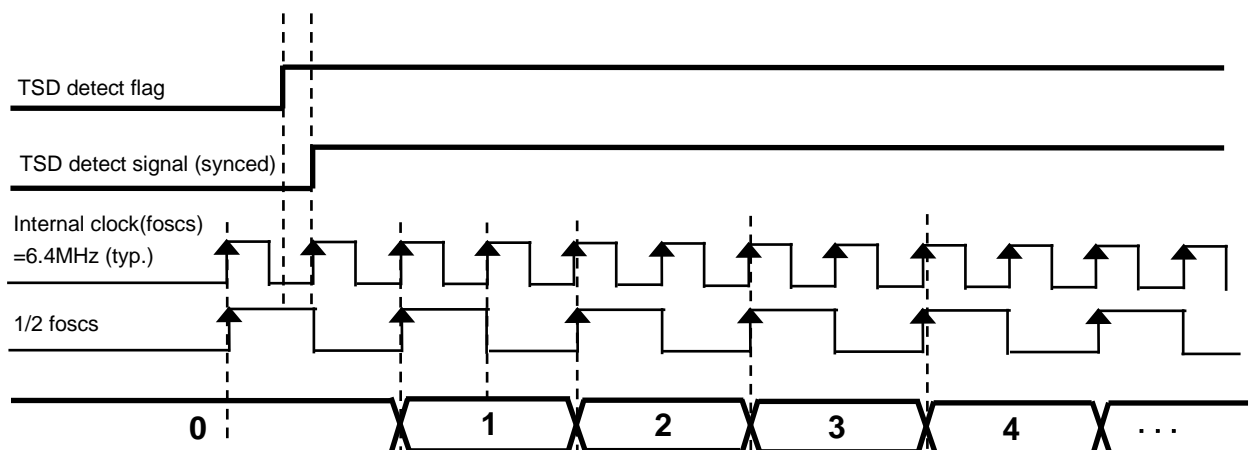 TSD detect flag
TSD detect signal (synced)
Internal clock(foscs)
=6.4MHz (typ.)
1/2 foscs
0 1 2 3 4 ...